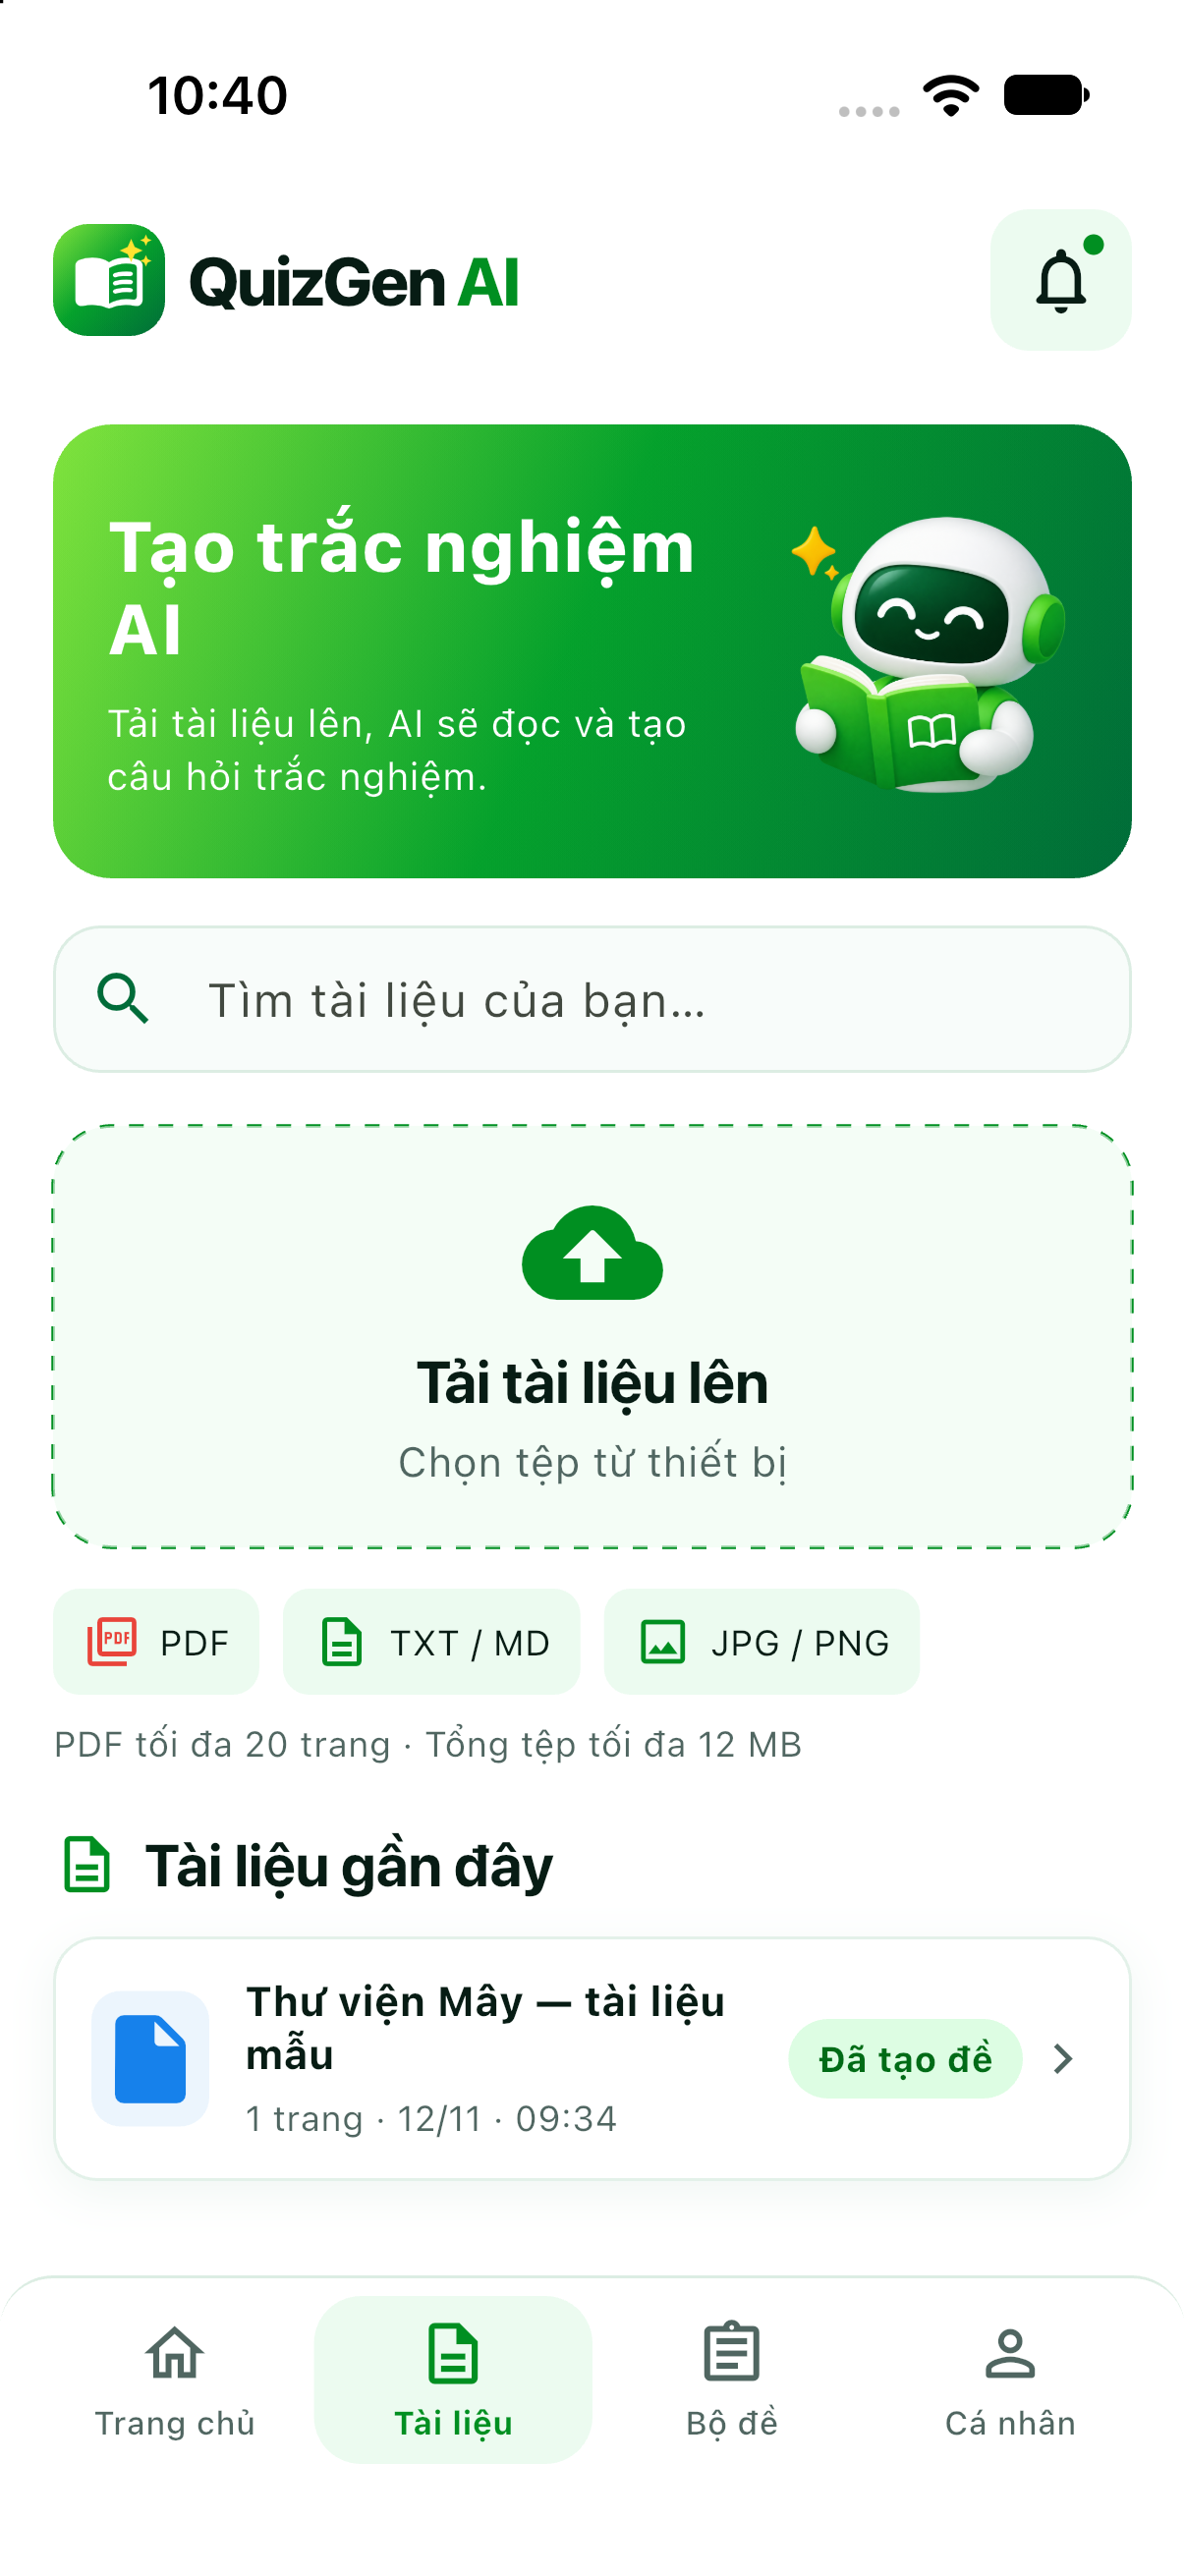 10:40
QuizGen AI
Tạo trắc nghiệm
AI
Tải tài liệu lên, AI sẽ đọc và tạo
câu hỏi trắc nghiệm.
Tìm tài liệu của bạn...
Tải tài liệu lên
Chọn tệp từ thiết bị
PDF PDF
TXT / MD
JPG / PNG
PDF tối đa 20 trang · Tổng tệp tối đa 12 MB
Tài liệu gần đây
Thư viện Mây — tài liệu
mẫu
1 trang · 12/11 · 09:34
Đã tạo đề
Trang chủ
Tài liệu
Bộ đề
Cá nhân